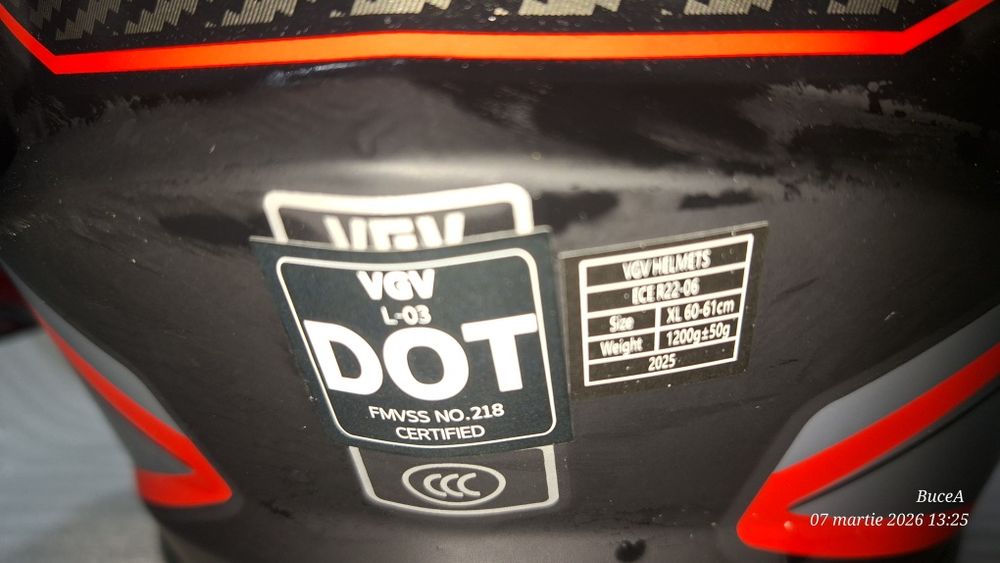 VGV
VGV
L-03
DOT
FMVSS NO.218
CERTIFIED
CCC
VGV HELMETS
ECE R22-06
Size XL 60-61cm
Weight 1200g±50g
2025
BuceA
07 martie 2026 13:25